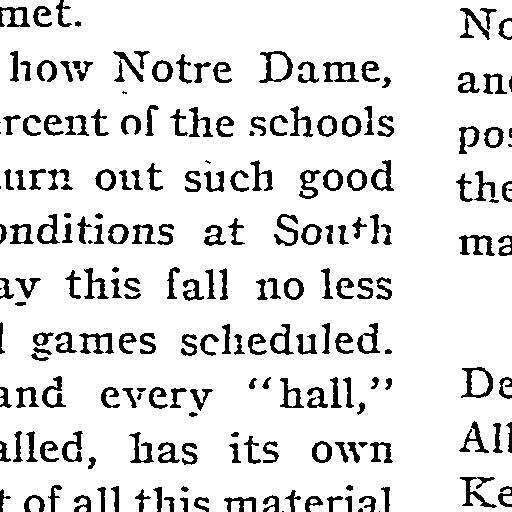 met.
how Notre Dame,
rcent of the schools
urn out such good
onditions at South
ay this fall no less
games scheduled.
and every "hall,"
alled, has its own
t of all this material
No
and
pos
the
ma
De
All
Ke